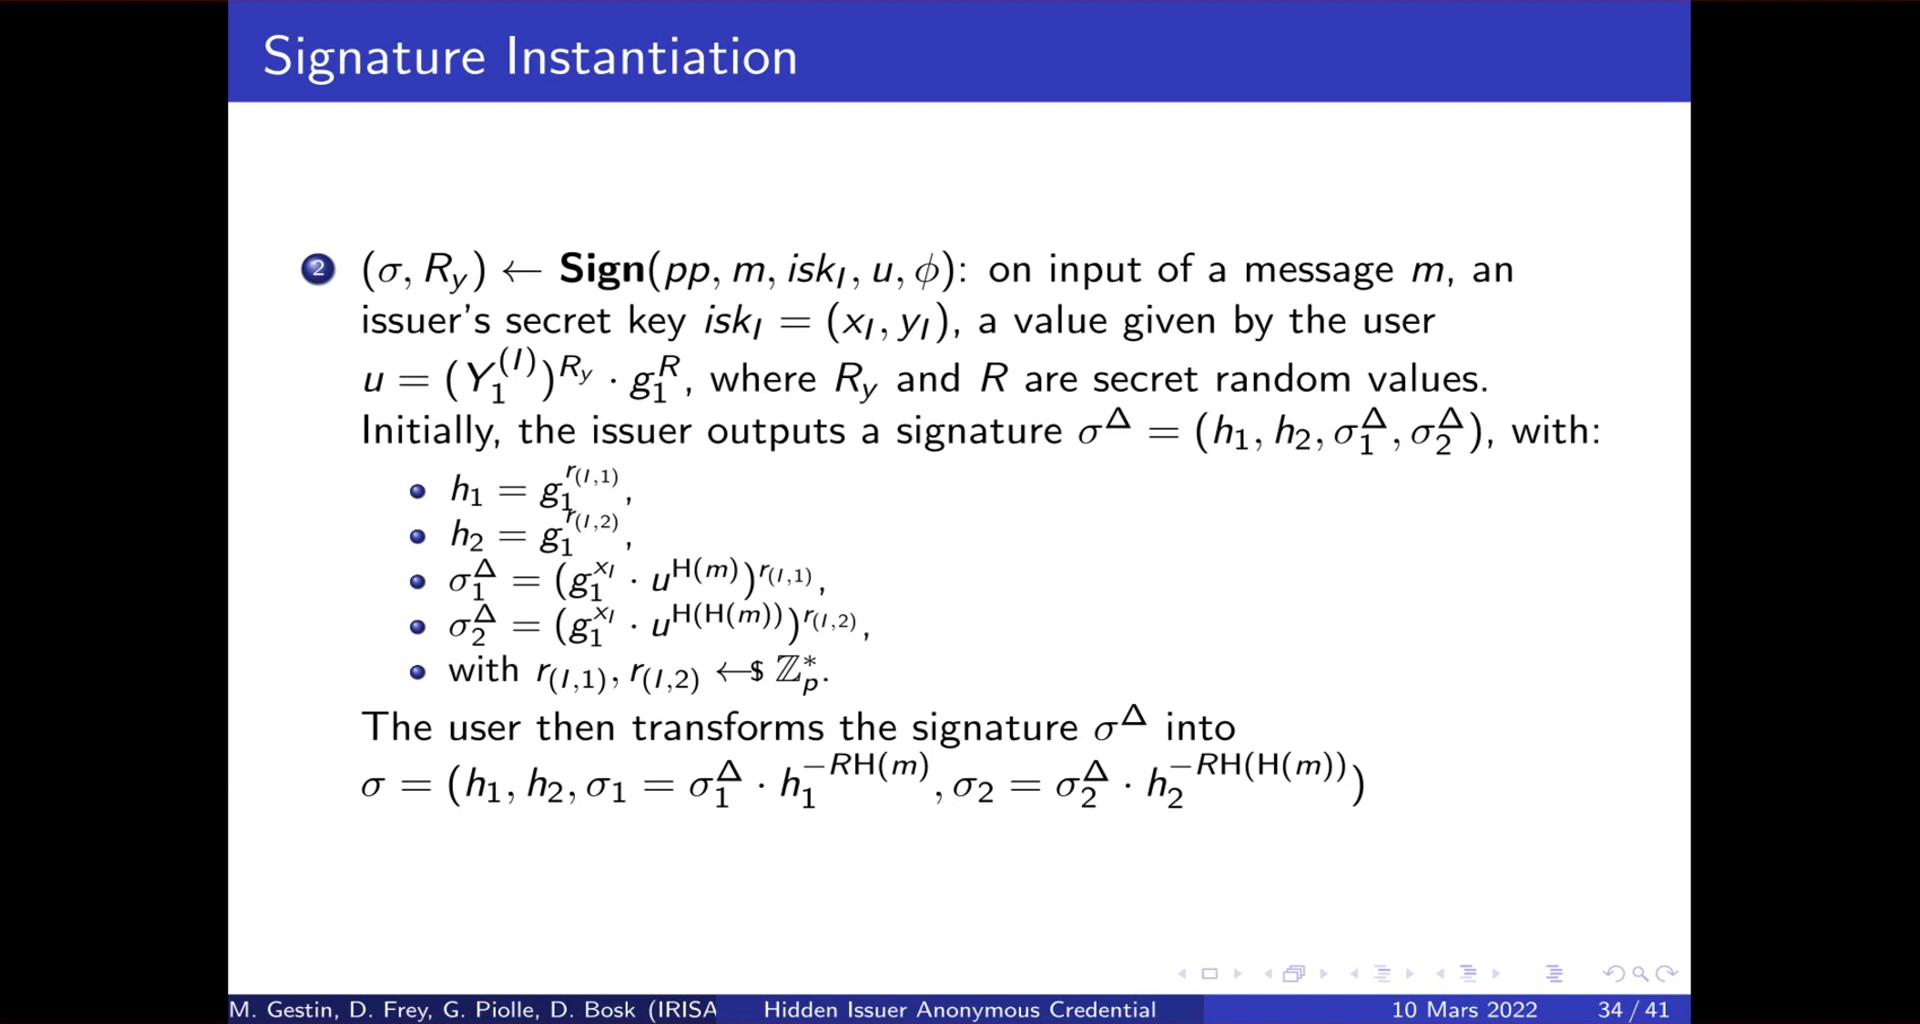 Signature Instantiation
2 (σ, R_y) ← Sign(pp, m, isk_I, u, ϕ): on input of a message m, an
issuer's secret key isk_I = (x_I, y_I), a value given by the user
u = (Y_1^{(I)})^{R_y} · g_1^R, where R_y and R are secret random values.
Initially, the issuer outputs a signature σ^Δ = (h_1, h_2, σ_1^Δ, σ_2^Δ), with:
• h_1 = g_1^{r_{(I,1)}},
• h_2 = g_1^{r_{(I,2)}},
• σ_1^Δ = (g_1^{x_I} · u^{H(m)})^{r_{(I,1)}},
• σ_2^Δ = (g_1^{x_I} · u^{H(H(m))})^{r_{(I,2)}},
• with r_{(I,1)}, r_{(I,2)} ←$ ℤ_p^*.
The user then transforms the signature σ^Δ into
σ = (h_1, h_2, σ_1 = σ_1^Δ · h_1^{−RH(m)}, σ_2 = σ_2^Δ · h_2^{−RH(H(m))})
M. Gestin, D. Frey, G. Piolle, D. Bosk (IRISA Hidden Issuer Anonymous Credential 10 Mars 2022 34 / 41